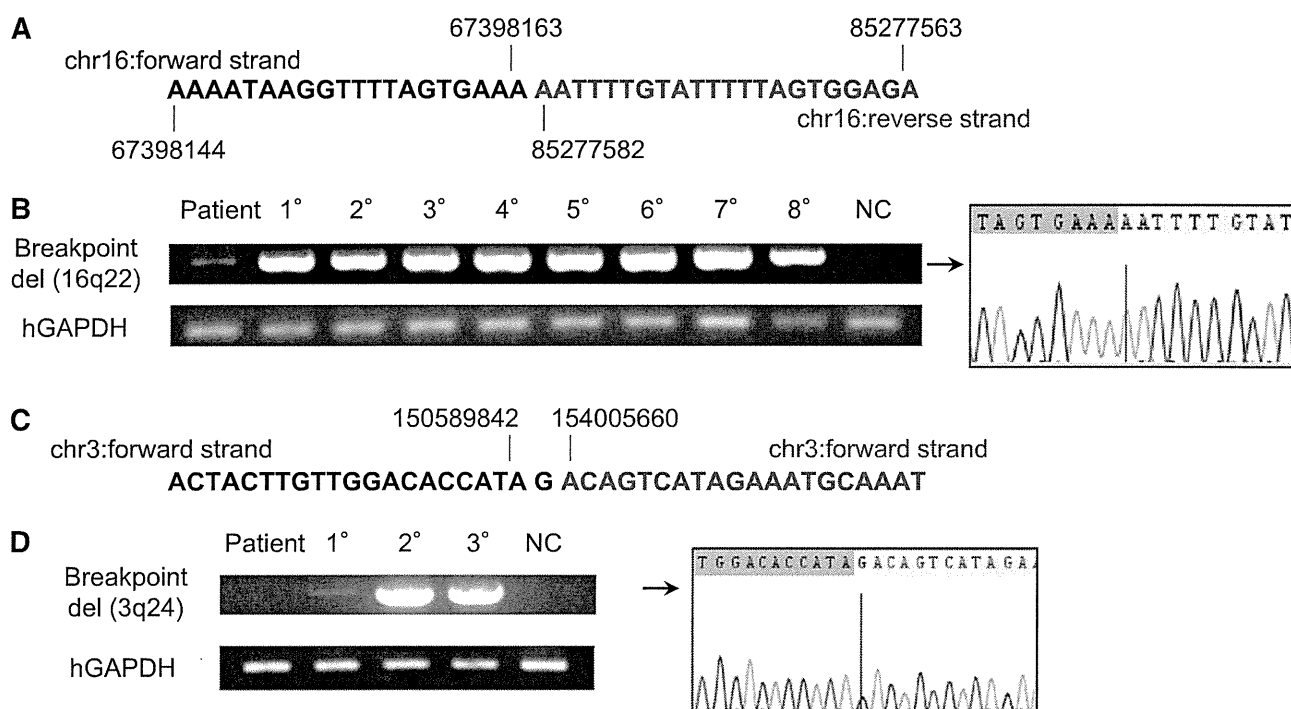 A
67398163 85277563
chr16:forward strand
AAAATAAGGTTTTAGTGAAA AATTTTGTATTTTTAGTGGAGA
chr16:reverse strand
67398144 85277582
B
Patient 1° 2° 3° 4° 5° 6° 7° 8° NC
Breakpoint
del (16q22)
hGAPDH
TAGTGAAAAATTTTGTAT
C
150589842 154005660
chr3:forward strand chr3:forward strand
ACTACTTGTTGGACACCATA G ACAGTCATAGAAATGCAAAT
D
Patient 1° 2° 3° NC
Breakpoint
del (3q24)
hGAPDH
TGGACACCATAGACAGTCATAGAA